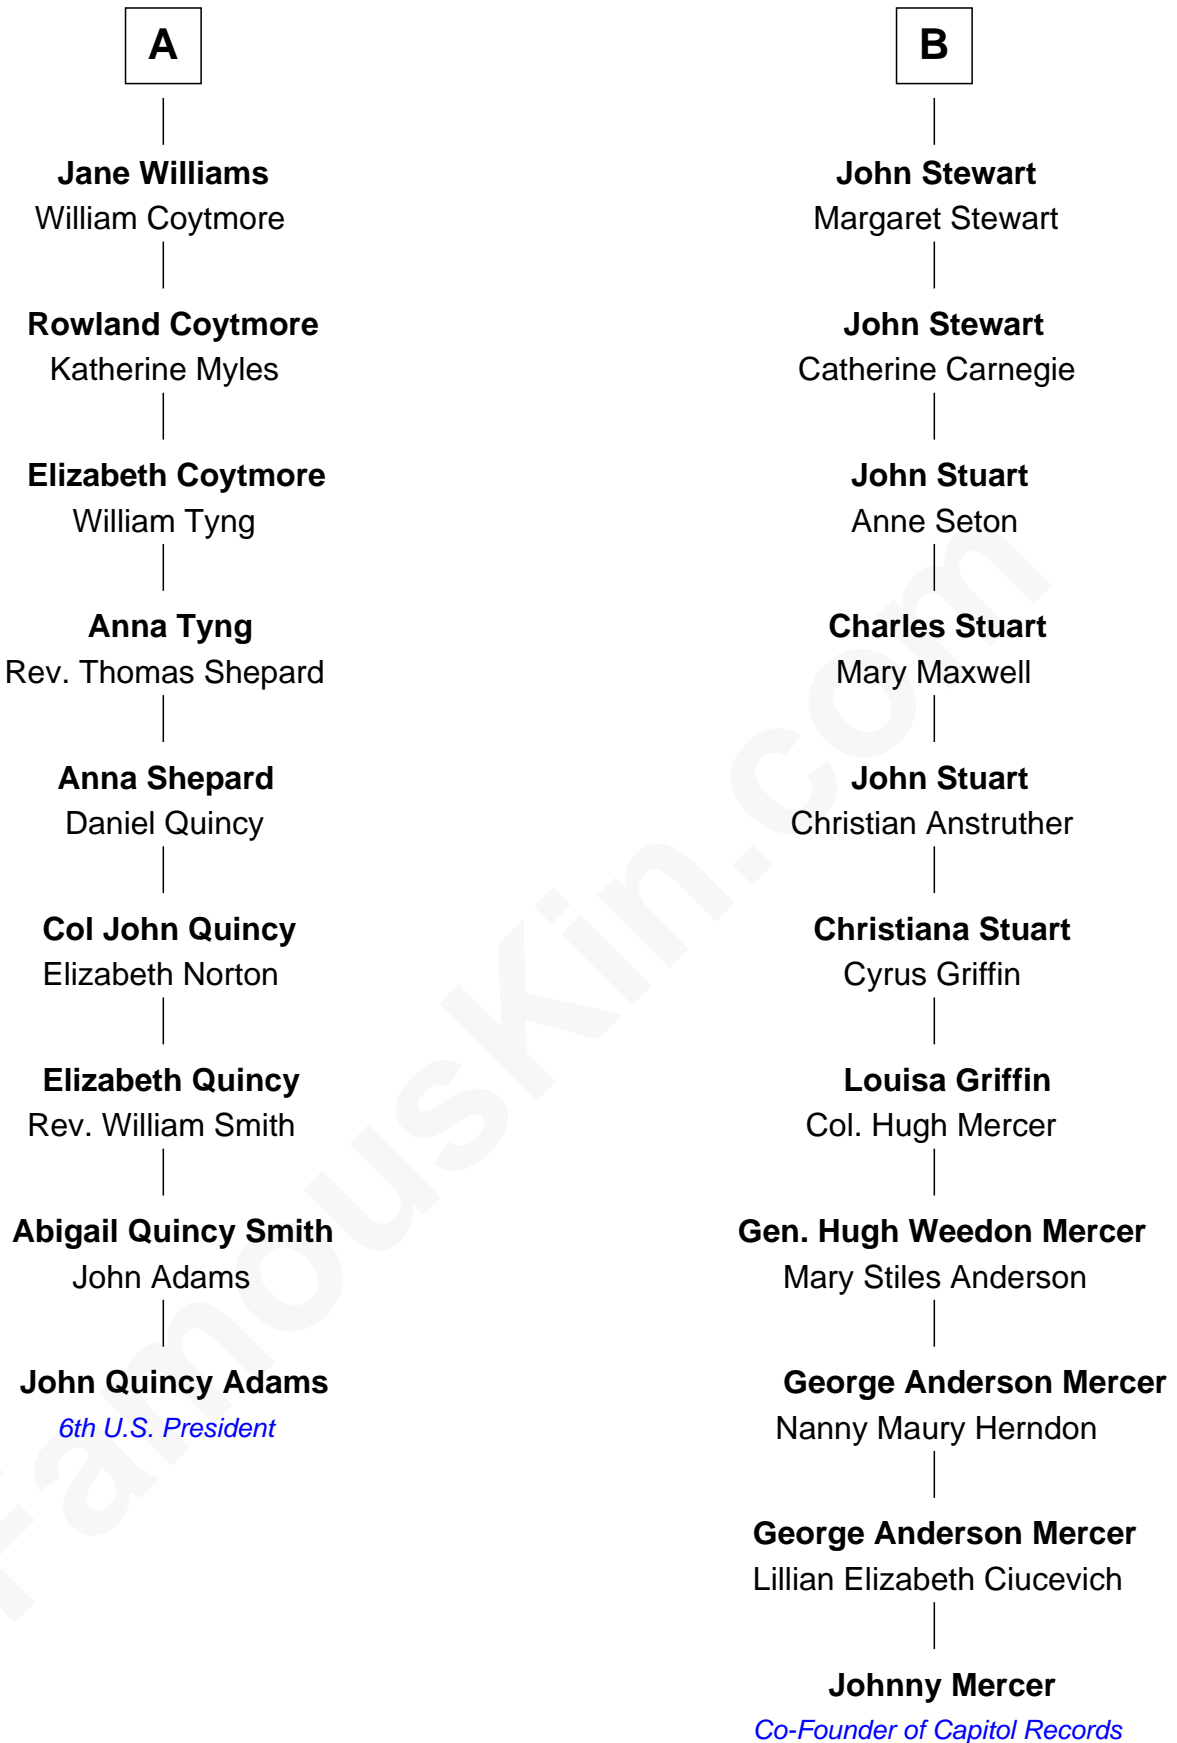 A
Jane Williams
William Coytmore
Rowland Coytmore
Katherine Myles
Elizabeth Coytmore
William Tyng
Anna Tyng
Rev. Thomas Shepard
Anna Shepard
Daniel Quincy
Col John Quincy
Elizabeth Norton
Elizabeth Quincy
Rev. William Smith
Abigail Quincy Smith
John Adams
John Quincy Adams
6th U.S. President
B
John Stewart
Margaret Stewart
John Stewart
Catherine Carnegie
John Stuart
Anne Seton
Charles Stuart
Mary Maxwell
John Stuart
Christian Anstruther
Christiana Stuart
Cyrus Griffin
Louisa Griffin
Col. Hugh Mercer
Gen. Hugh Weedon Mercer
Mary Stiles Anderson
George Anderson Mercer
Nanny Maury Herndon
George Anderson Mercer
Lillian Elizabeth Ciucevich
Johnny Mercer
Co-Founder of Capitol Records
FamousKin.com